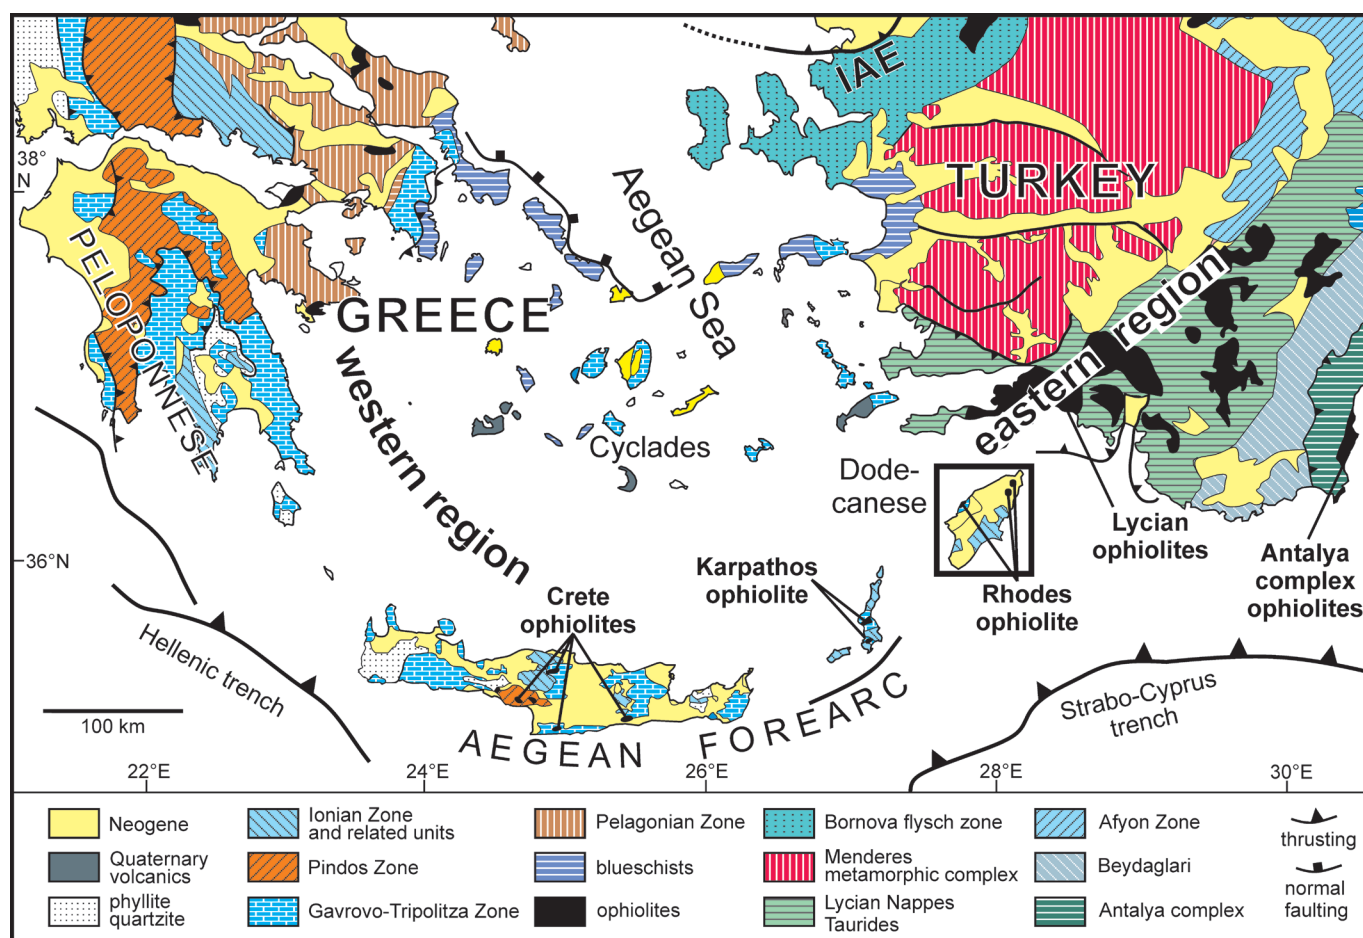 IAE
38°
N
TURKEY
Aegean Sea
PELOPONNESE
GREECE
western region
eastern region
Cyclades
Dode-
canese
Lycian
ophiolites
Antalya
complex
ophiolites
36°N
Karpathos
ophiolite
Rhodes
ophiolite
Crete
ophiolites
Hellenic trench
Strabo-Cyprus
trench
100 km
AEGEAN FOREARC
22°E
24°E
26°E
28°E
30°E
Neogene
Ionian Zone
and related units
Pelagonian Zone
Bornova flysch zone
Afyon Zone
thrusting
Quaternary
volcanics
Pindos Zone
blueschists
Menderes
metamorphic complex
Beydaglari
normal
faulting
phyllite
quartzite
Gavrovo-Tripolitza Zone
ophiolites
Lycian Nappes
Taurides
Antalya complex